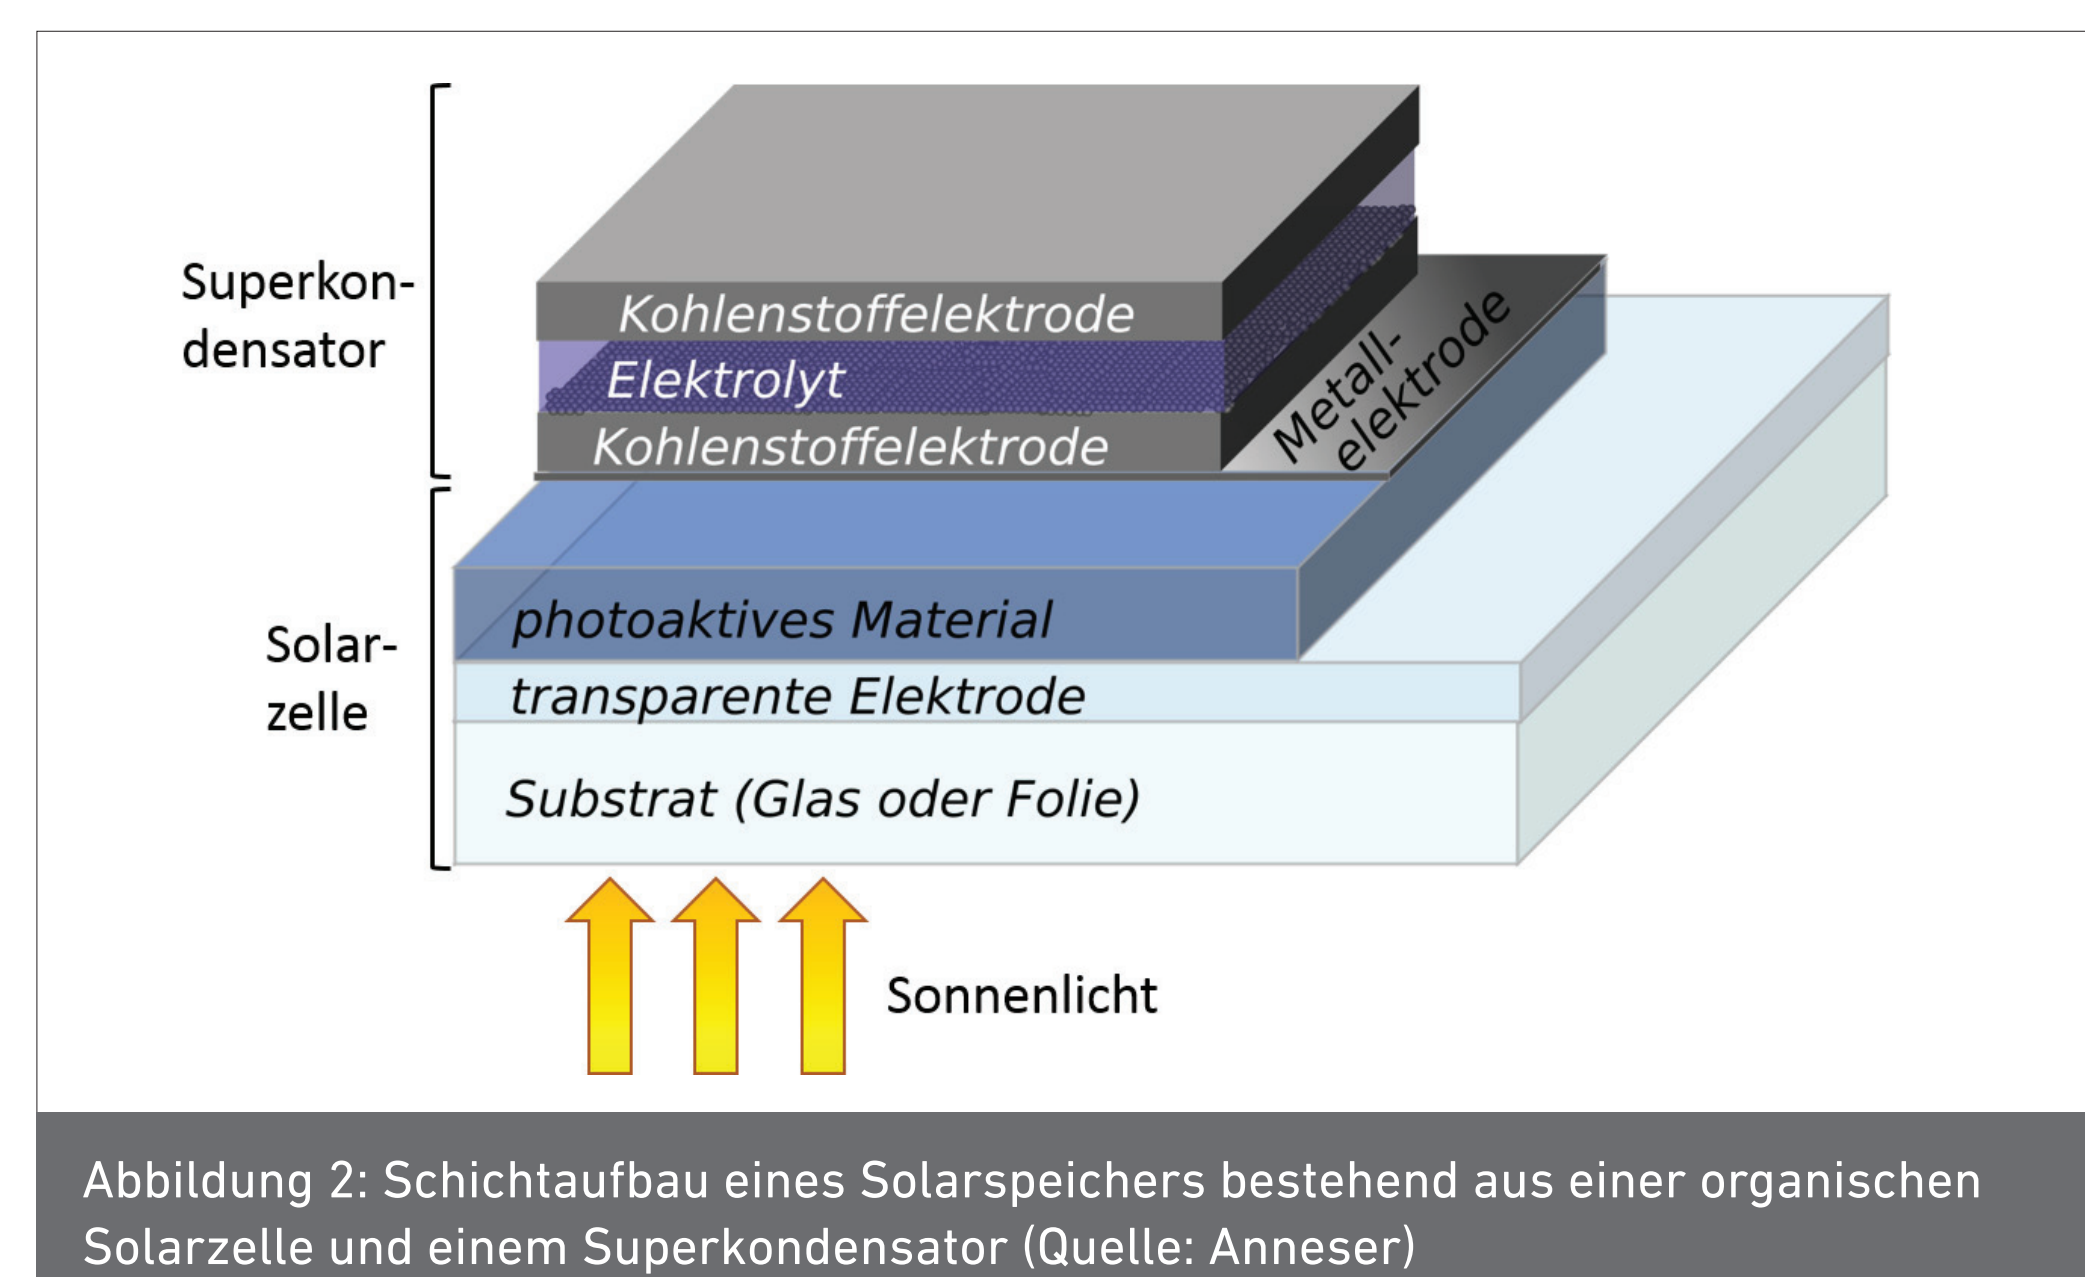 Superkon-
densator
Kohlenstoffelektrode
Elektrolyt
Kohlenstoffelektrode
Metall-
elektrode
Solar-
zelle
photoaktives Material
transparente Elektrode
Substrat (Glas oder Folie)
Sonnenlicht
Abbildung 2: Schichtaufbau eines Solarspeichers bestehend aus einer organischen
Solarzelle und einem Superkondensator (Quelle: Anneser)